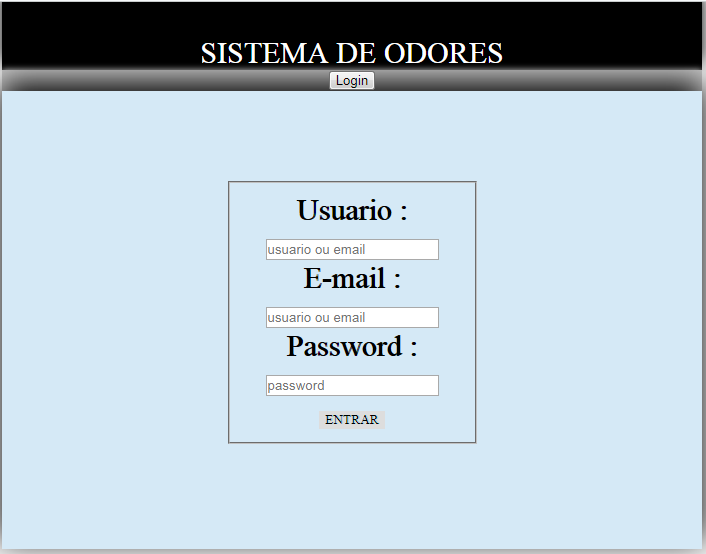 SISTEMA DE ODORES
Login
Usuario :
usuario ou email
E-mail :
usuario ou email
Password :
password
ENTRAR